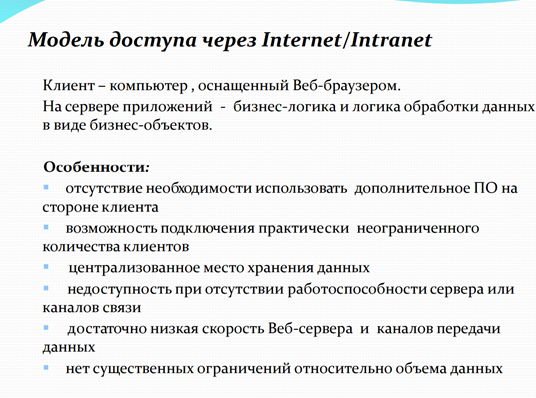 Модель доступа через Internet/Intranet
Клиент – компьютер , оснащенный Веб-браузером.
На сервере приложений - бизнес-логика и логика обработки данных
в виде бизнес-объектов.
Особенности:
отсутствие необходимости использовать дополнительное ПО на
стороне клиента
возможность подключения практически неограниченного
количества клиентов
централизованное место хранения данных
недоступность при отсутствии работоспособности сервера или
каналов связи
достаточно низкая скорость Веб-сервера и каналов передачи
данных
нет существенных ограничений относительно объема данных